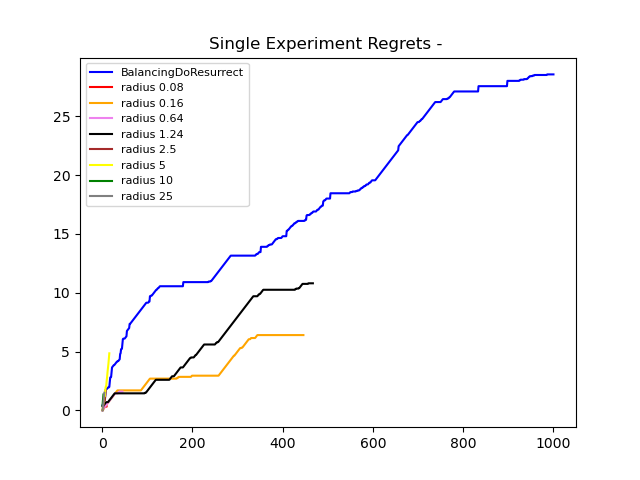 Single Experiment Regrets -
BalancingDoResurrect
radius 0.08
radius 0.16
radius 0.64
radius 1.24
radius 2.5
radius 5
radius 10
radius 25
25
20
15
10
5
0
0 200 400 600 800 1000